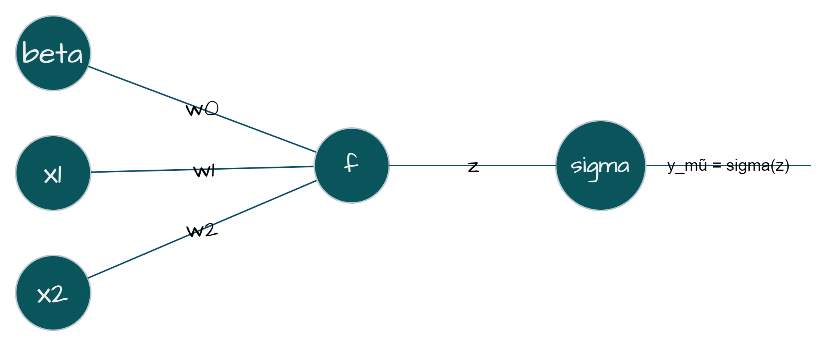 beta
w0
x1
w1
f
z
sigma
y_mũ = sigma(z)
w2
x2